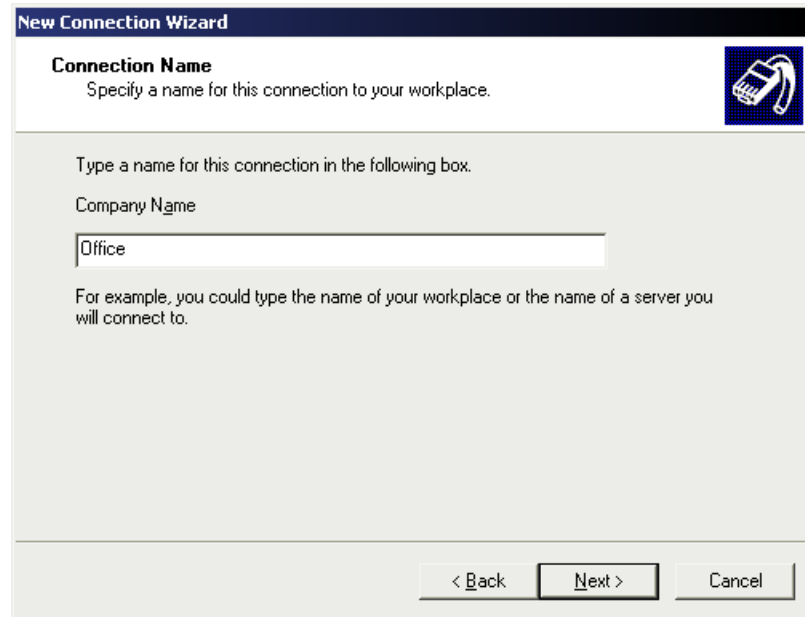 New Connection Wizard
Connection Name
Specify a name for this connection to your workplace.
Type a name for this connection in the following box.
Company Name
Office
For example, you could type the name of your workplace or the name of a server you
will connect to.
< Back Next > Cancel